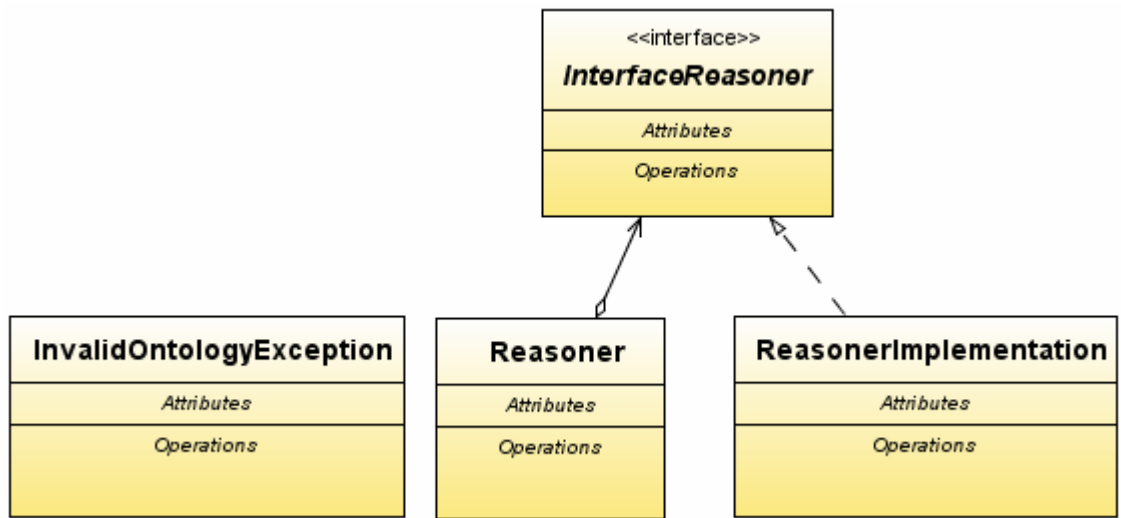 <<interface>>
InterfaceReasoner
Attributes
Operations
InvalidOntologyException
Attributes
Operations
Reasoner
Attributes
Operations
ReasonerImplementation
Attributes
Operations